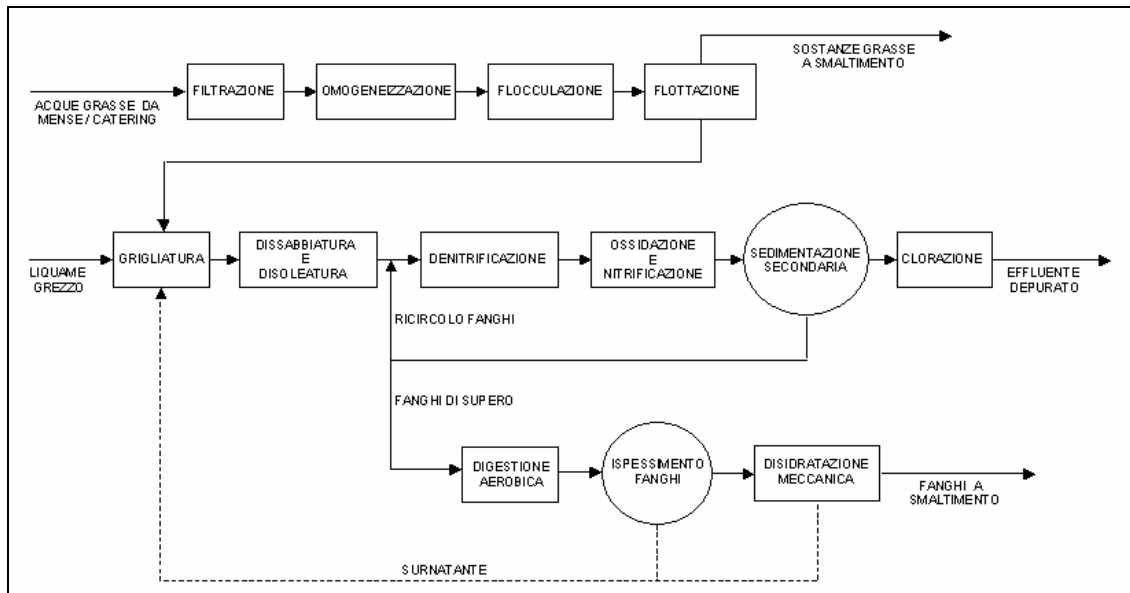 SOSTANZE GRASSE
A SMALTIMENTO
FILTRAZIONE
OMOGENEIZZAZIONE
FLOCCULAZIONE
FLOTTAZIONE
ACQUE GRASSE DA
MENSE / CATERING
GRIGLIATURA
DISSABBIATURA
E
DISOLEATURA
DENITRIFICAZIONE
OSSIDAZIONE
E
NITRIFICAZIONE
SEDIMENTAZIONE
SECONDARIA
CLORAZIONE
LIQUAME
GREZZO
EFFLUENTE
DEPURATO
RICIRCOLO FANGHI
FANGHI DI SUPERO
DIGESTIONE
AEROBICA
ISPESSIMENTO
FANGHI
DISIDRATAZIONE
MECCANICA
FANGHI A
SMALTIMENTO
SURNATANTE